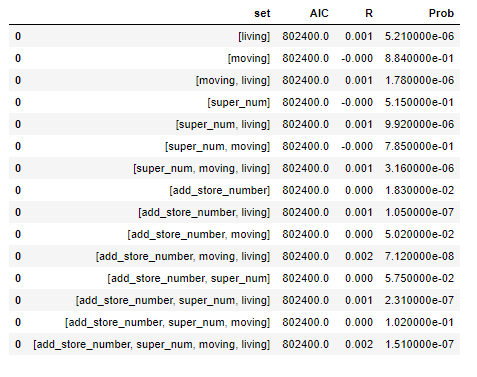 set AIC R Prob
0 [living] 802400.0 0.001 5.210000e-06
0 [moving] 802400.0 -0.000 8.840000e-01
0 [moving, living] 802400.0 0.001 1.780000e-06
0 [super_num] 802400.0 -0.000 5.150000e-01
0 [super_num, living] 802400.0 0.001 9.920000e-06
0 [super_num, moving] 802400.0 -0.000 7.850000e-01
0 [super_num, moving, living] 802400.0 0.001 3.160000e-06
0 [add_store_number] 802400.0 0.000 1.830000e-02
0 [add_store_number, living] 802400.0 0.001 1.050000e-07
0 [add_store_number, moving] 802400.0 0.000 5.020000e-02
0 [add_store_number, moving, living] 802400.0 0.002 7.120000e-08
0 [add_store_number, super_num] 802400.0 0.000 5.750000e-02
0 [add_store_number, super_num, living] 802400.0 0.001 2.310000e-07
0 [add_store_number, super_num, moving] 802400.0 0.000 1.020000e-01
0 [add_store_number, super_num, moving, living] 802400.0 0.002 1.510000e-07